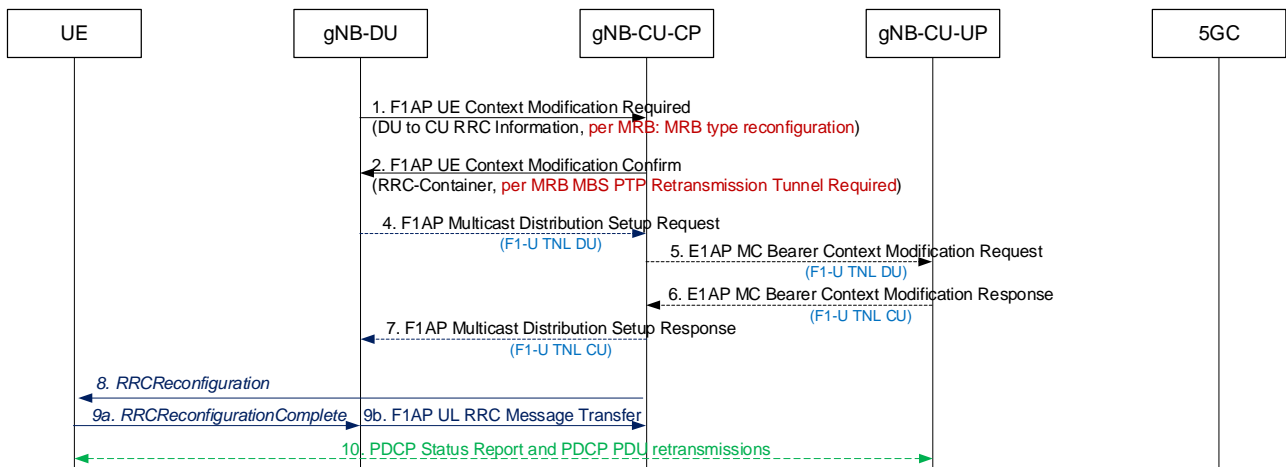 UE
gNB-DU
gNB-CU-CP
gNB-CU-UP
5GC
1. F1AP UE Context Modification Required
(DU to CU RRC Information, per MRB: MRB type reconfiguration)
2. F1AP UE Context Modification Confirm
(RRC-Container, per MRB MBS PTP Retransmission Tunnel Required)
4. F1AP Multicast Distribution Setup Request
(F1-U TNL DU)
5. E1AP MC Bearer Context Modification Request
(F1-U TNL DU)
6. E1AP MC Bearer Context Modification Response
(F1-U TNL CU)
7. F1AP Multicast Distribution Setup Response
(F1-U TNL CU)
8. RRCReconfiguration
9a. RRCReconfigurationComplete
9b. F1AP UL RRC Message Transfer
10. PDCP Status Report and PDCP PDU retransmissions